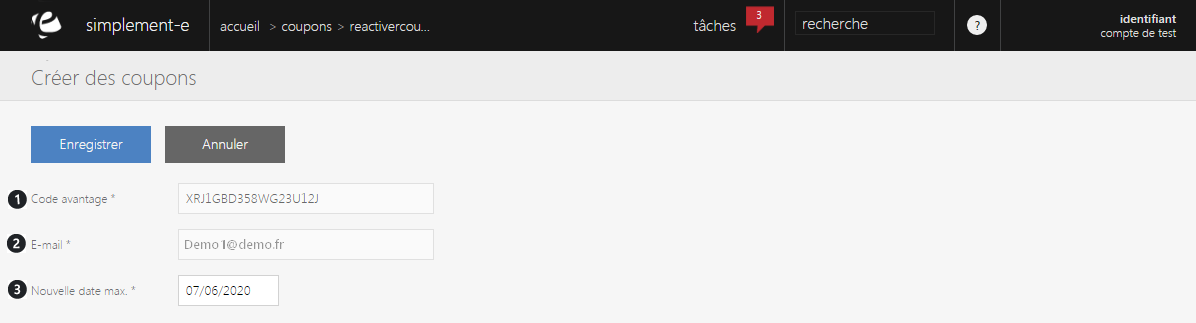 simplement-e accueil > coupons > reactivercou... tâches 3 recherche ? identifiant
compte de test
Créer des coupons
Enregistrer Annuler
1 Code avantage * XRJ1GBD358WG23U12J
2 E-mail * Demo1@demo.fr
3 Nouvelle date max. * 07/06/2020